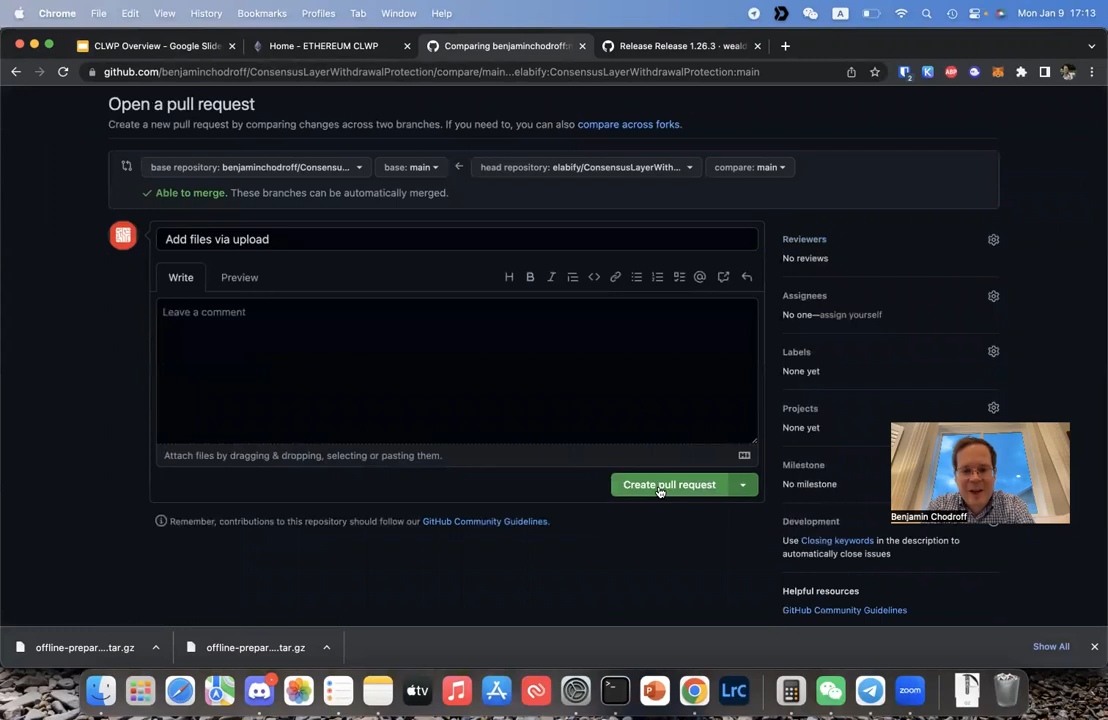 Chrome File Edit View History Bookmarks Profiles Tab Window Help
A Mon Jan 9 17:13
CLWP Overview - Google Slide
Home - ETHEREUM CLWP
Comparing benjaminchodroff:
Release Release 1.26.3 · weald
github.com/benjaminchodroff/ConsensusLayerWithdrawalProtection/compare/main...elabify:ConsensusLayerWithdrawalProtection:main
2
ABP
Open a pull request
Create a new pull request by comparing changes across two branches. If you need to, you can also compare across forks.
base repository: benjaminchodroff/Consensu... base: main head repository: elabify/ConsensusLayerWith... compare: main
Able to merge. These branches can be automatically merged.
Add files via upload
Write Preview
H B I
Leave a comment
Attach files by dragging & dropping, selecting or pasting them.
Create pull request
Remember, contributions to this repository should follow our GitHub Community Guidelines.
Reviewers
No reviews
Assignees
No one—assign yourself
Labels
None yet
Projects
None yet
Milestone
No milestone
Development
Use Closing keywords in the description to
automatically close issues
Helpful resources
GitHub Community Guidelines
Benjamin Chodroff
offline-prepar....tar.gz
offline-prepar....tar.gz
Show All
tv
LrC
zoom